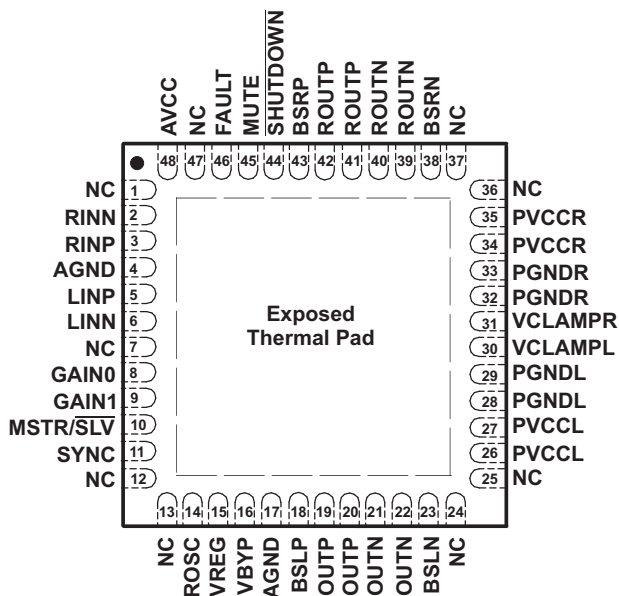 AVCC
NC
FAULT
MUTE
SHUTDOWN
BSRP
ROUTP
ROUTP
ROUTN
ROUTN
BSRN
NC
48 47 46 45 44 43 42 41 40 39 38 37
NC 1
RINN 2
RINP 3
AGND 4
LINP 5
LINN 6
NC 7
GAIN0 8
GAIN1 9
MSTR/SLV 10
SYNC 11
NC 12
Exposed
Thermal Pad
36 NC
35 PVCCR
34 PVCCR
33 PGNDR
32 PGNDR
31 VCLAMPR
30 VCLAMPL
29 PGNDL
28 PGNDL
27 PVCCL
26 PVCCL
25 NC
13 14 15 16 17 18 19 20 21 22 23 24
NC
ROSC
VREG
VBYP
AGND
BSLP
OUTP
OUTP
OUTN
OUTN
BSLN
NC